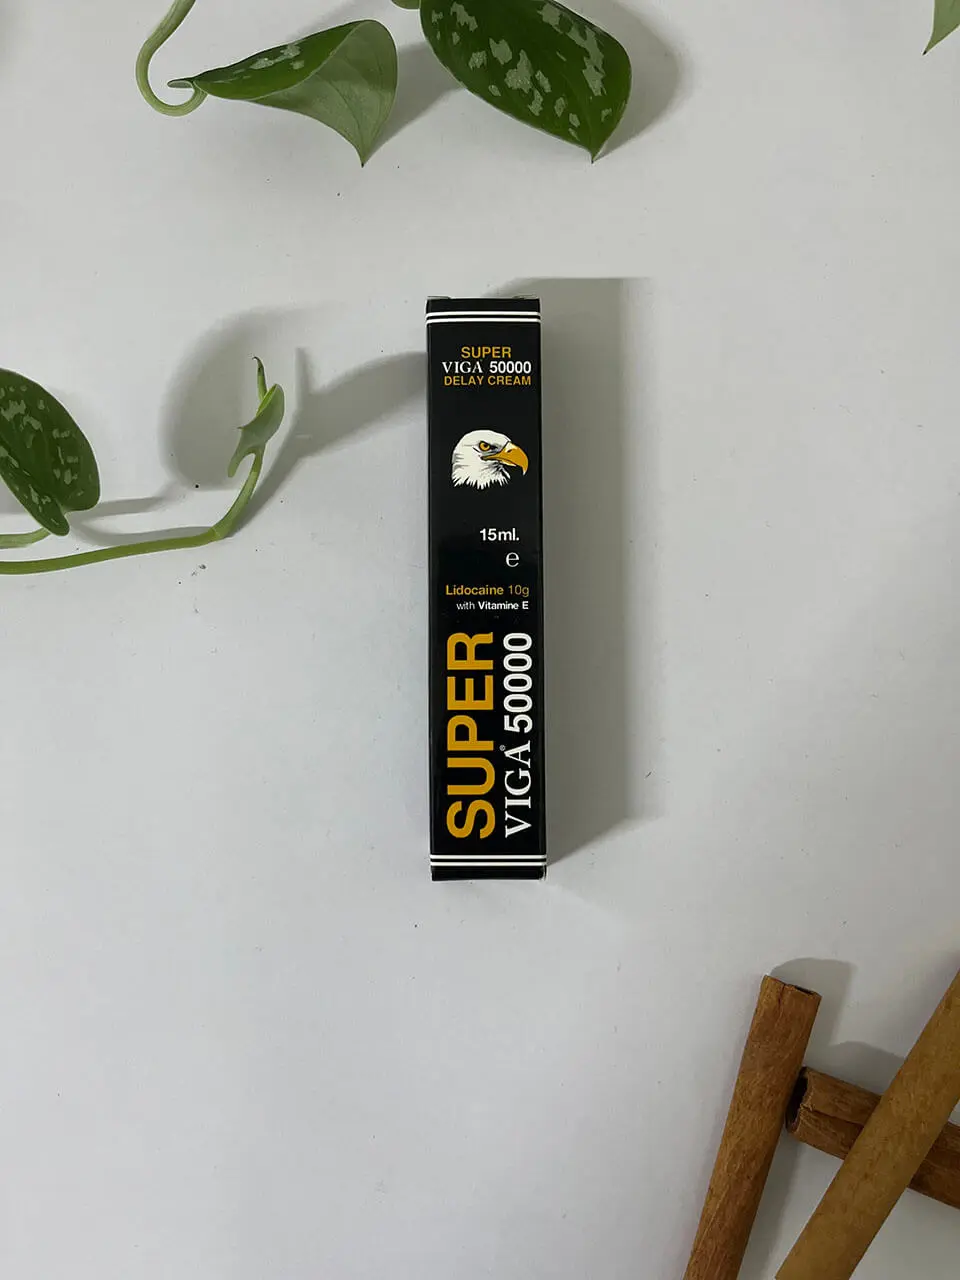 SUPER
VIGA 50000
DELAY CREAM
15ml.
e
Lidocaine 10g
with Vitamine E
SUPER
VIGA® 50000